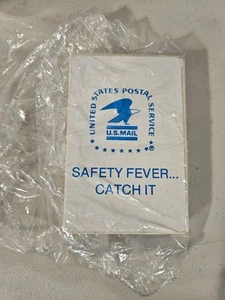 UNITED STATES POSTAL SERVICE
U.S.MAIL
®
SAFETY FEVER...
CATCH IT